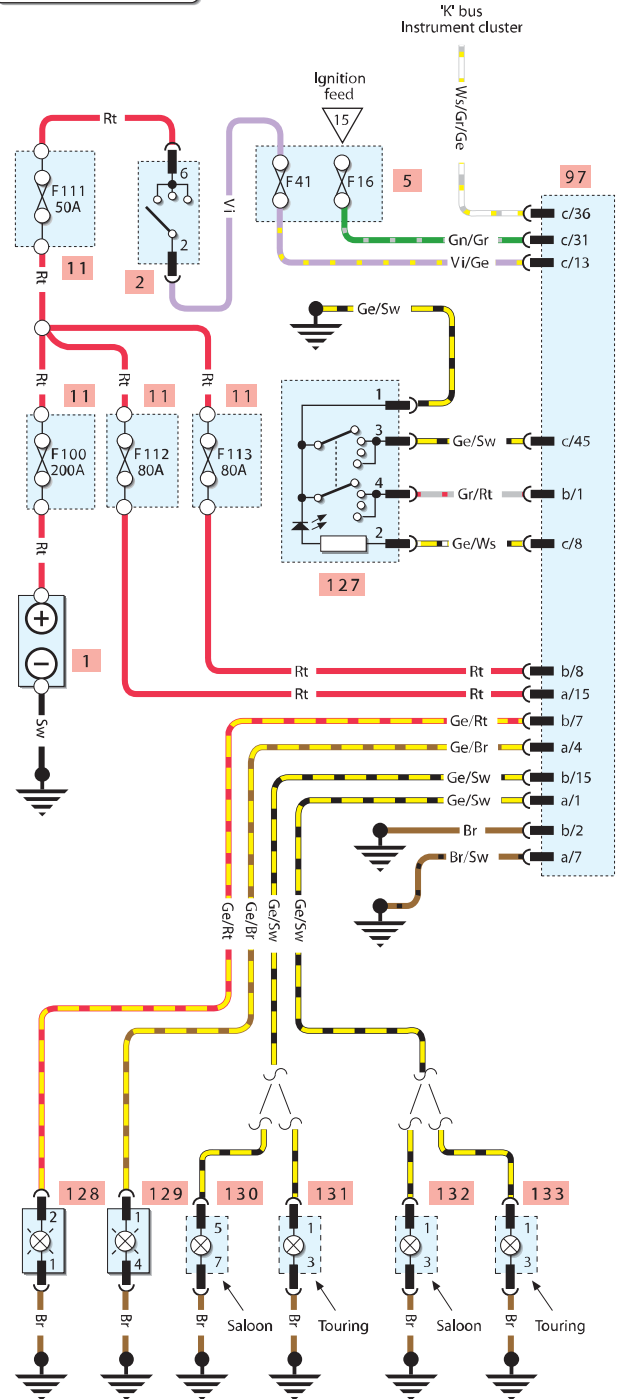 'K' bus
Instrument cluster
Ignition
feed
15
Rt
Ws/Gr/Ge
F111
50A
6
2
Vi
F41
F16
5
97
c/36
Gn/Gr
c/31
Vi/Ge
c/13
11
2
Rt
Ge/Sw
Rt
Rt
Rt
11
11
11
1
F100
200A
F112
80A
F113
80A
3
Ge/Sw
c/45
4
Gr/Rt
b/1
2
Ge/Ws
c/8
Rt
127
+
−
1
Rt
Rt
b/8
Rt
Rt
a/15
Sw
Ge/Rt
b/7
Ge/Br
a/4
Ge/Sw
b/15
Ge/Sw
a/1
Br
b/2
Br/Sw
a/7
Ge/Rt
Ge/Br
Ge/Sw
Ge/Sw
128
129
130
131
132
133
2
1
5
1
1
1
1
4
7
3
3
3
Br
Br
Br
Saloon
Br
Touring
Br
Saloon
Br
Touring